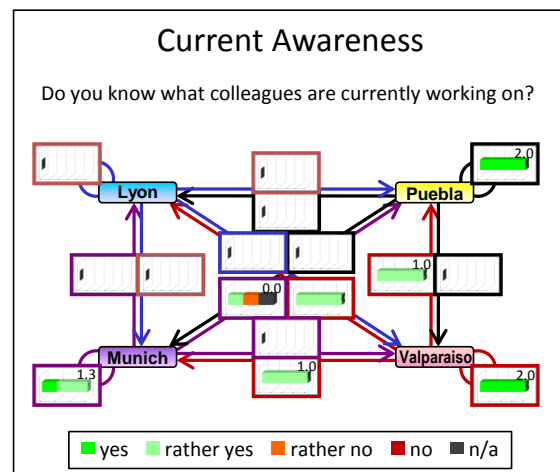 Current Awareness
Do you know what colleagues are currently working on?
2.0
Lyon
Puebla
1.0
0.0
Munich
Valparaiso
1.3
1.0
2.0
yes rather yes rather no no n/a